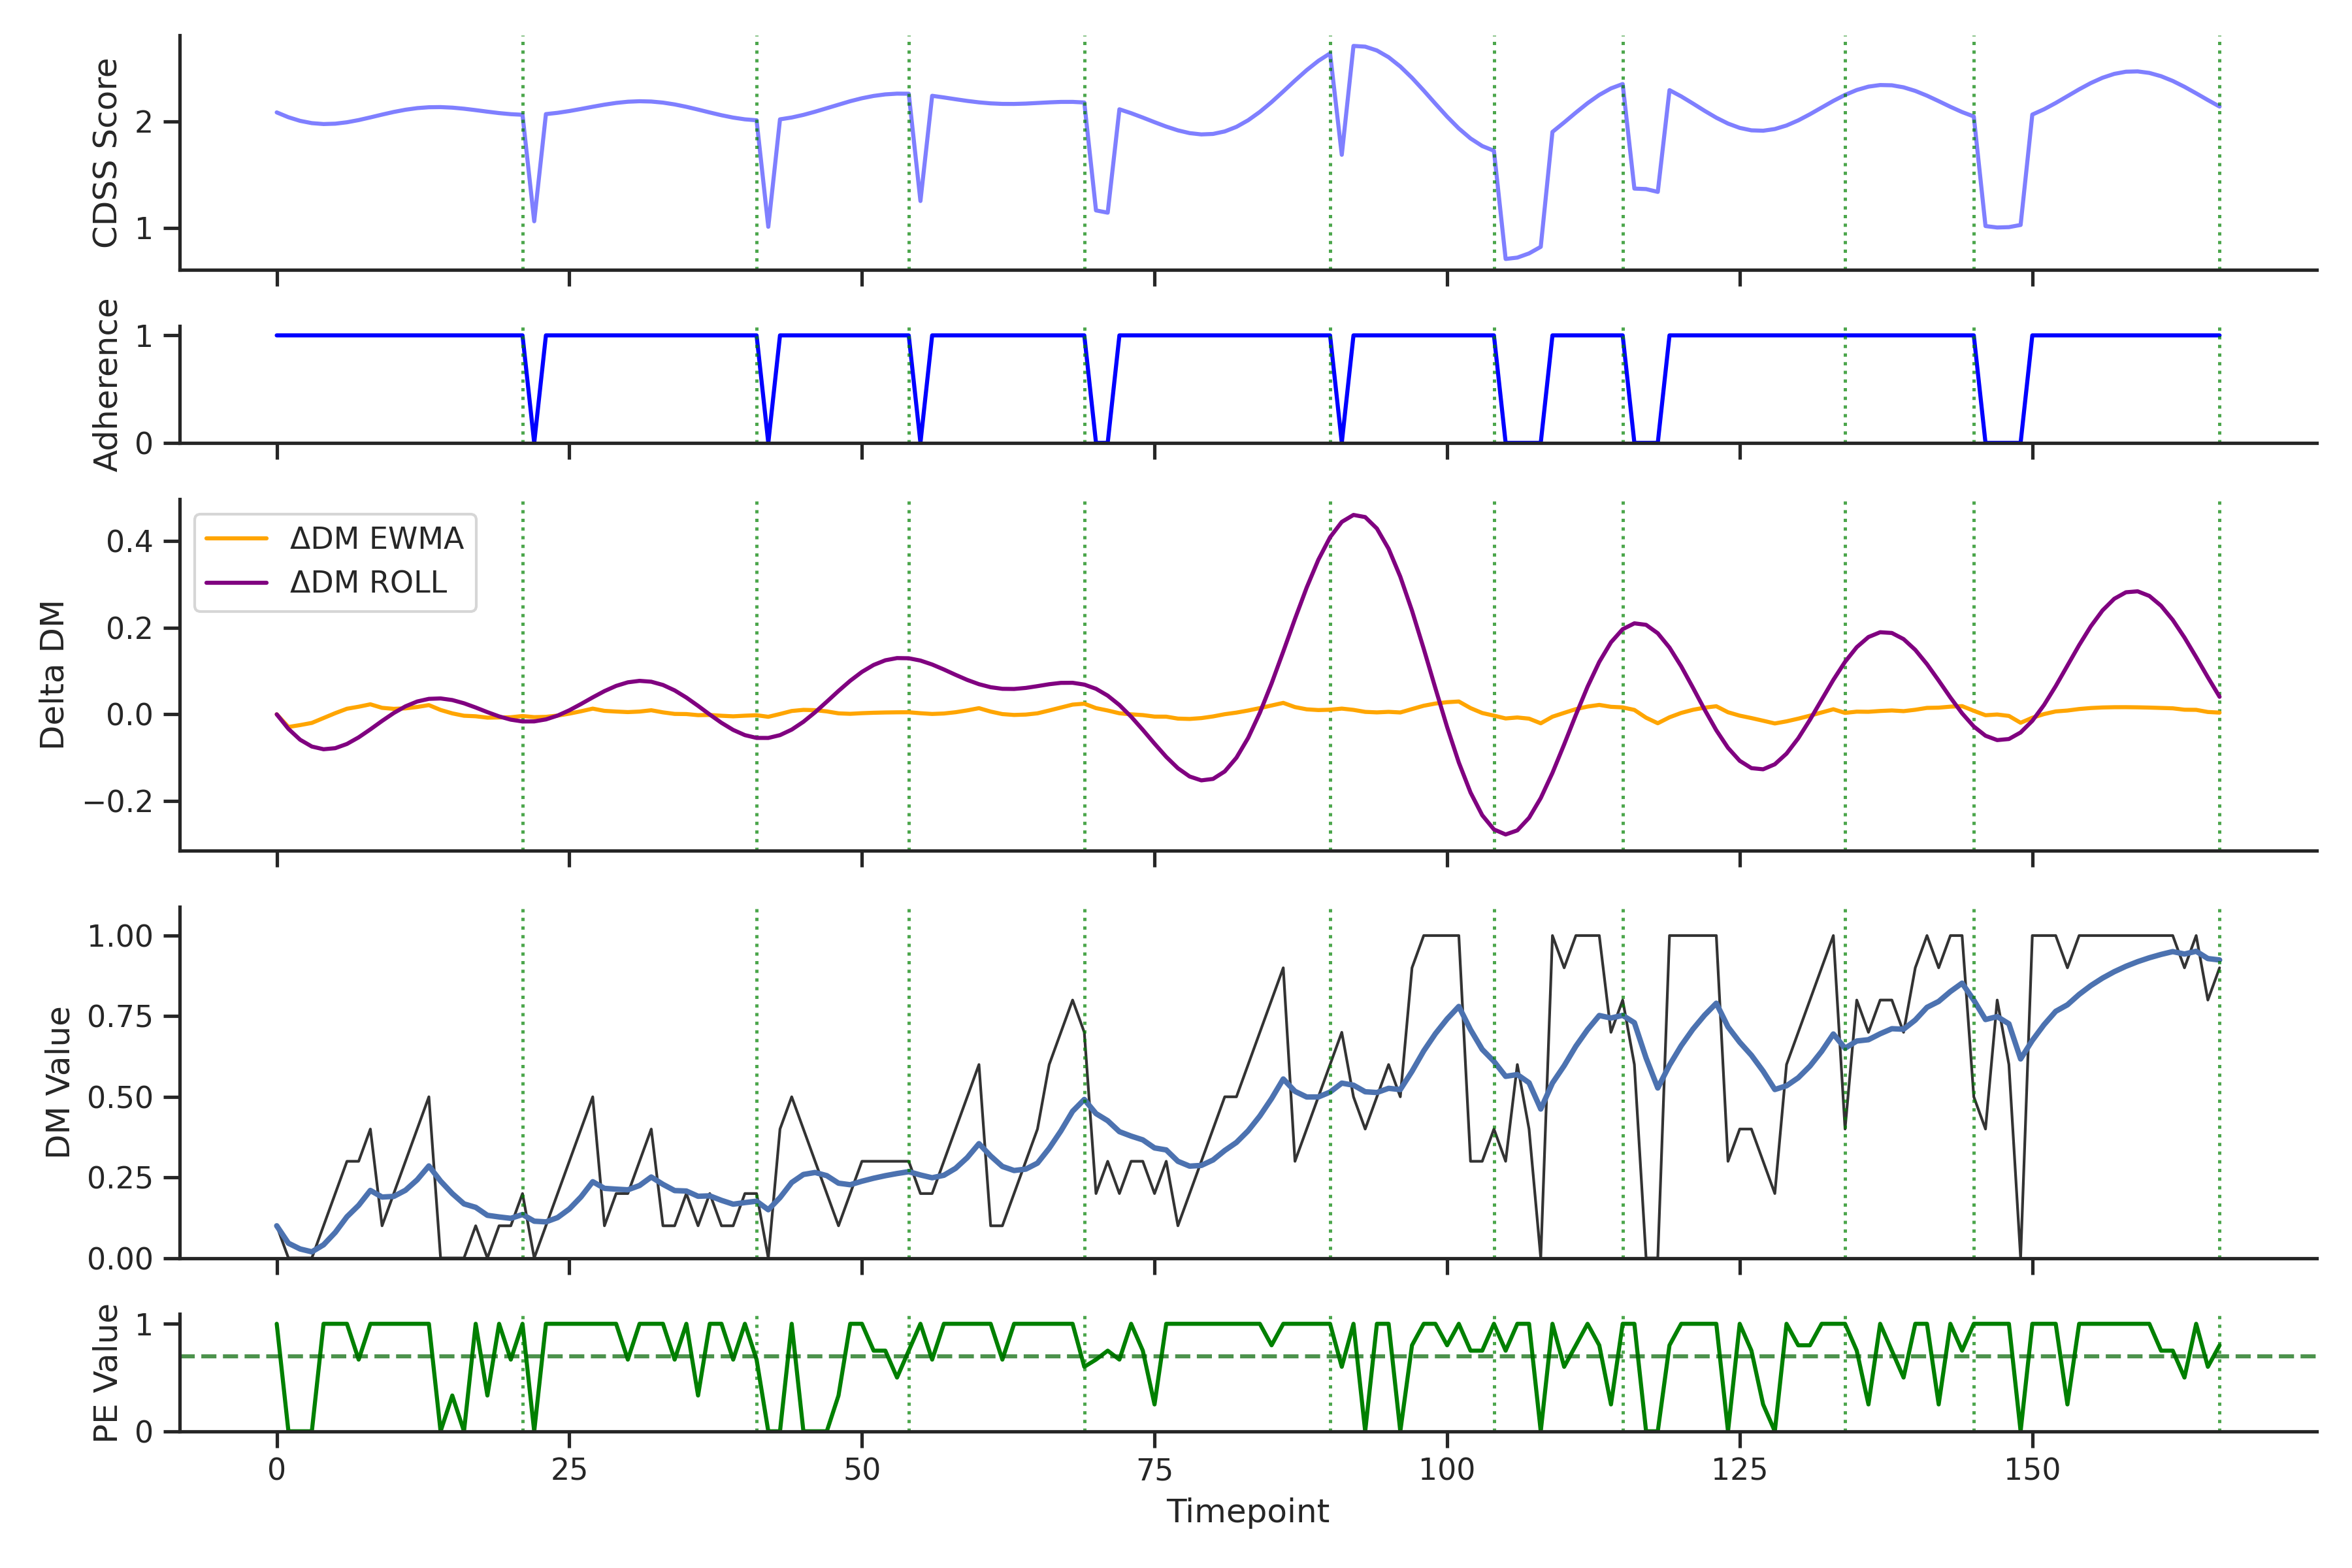 CDSS Score
2
1
Adherence
1
0
Delta DM
0.4
0.2
0.0
−0.2
ΔDM EWMA
ΔDM ROLL
DM Value
1.00
0.75
0.50
0.25
0.00
PE Value
1
0
0 25 50 75 100 125 150
Timepoint